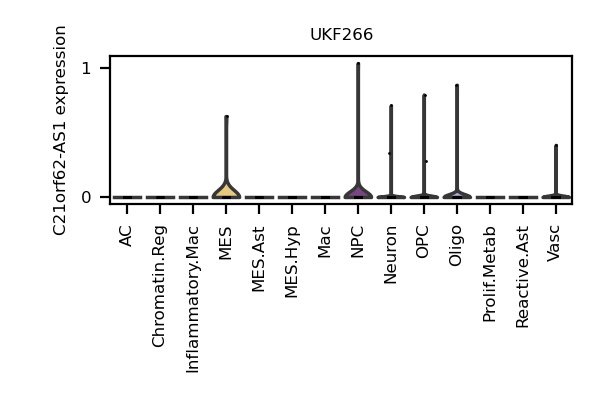 UKF266
C21orf62-AS1 expression
1
0
AC
Chromatin.Reg
Inflammatory.Mac
MES
MES.Ast
MES.Hyp
Mac
NPC
Neuron
OPC
Oligo
Prolif.Metab
Reactive.Ast
Vasc